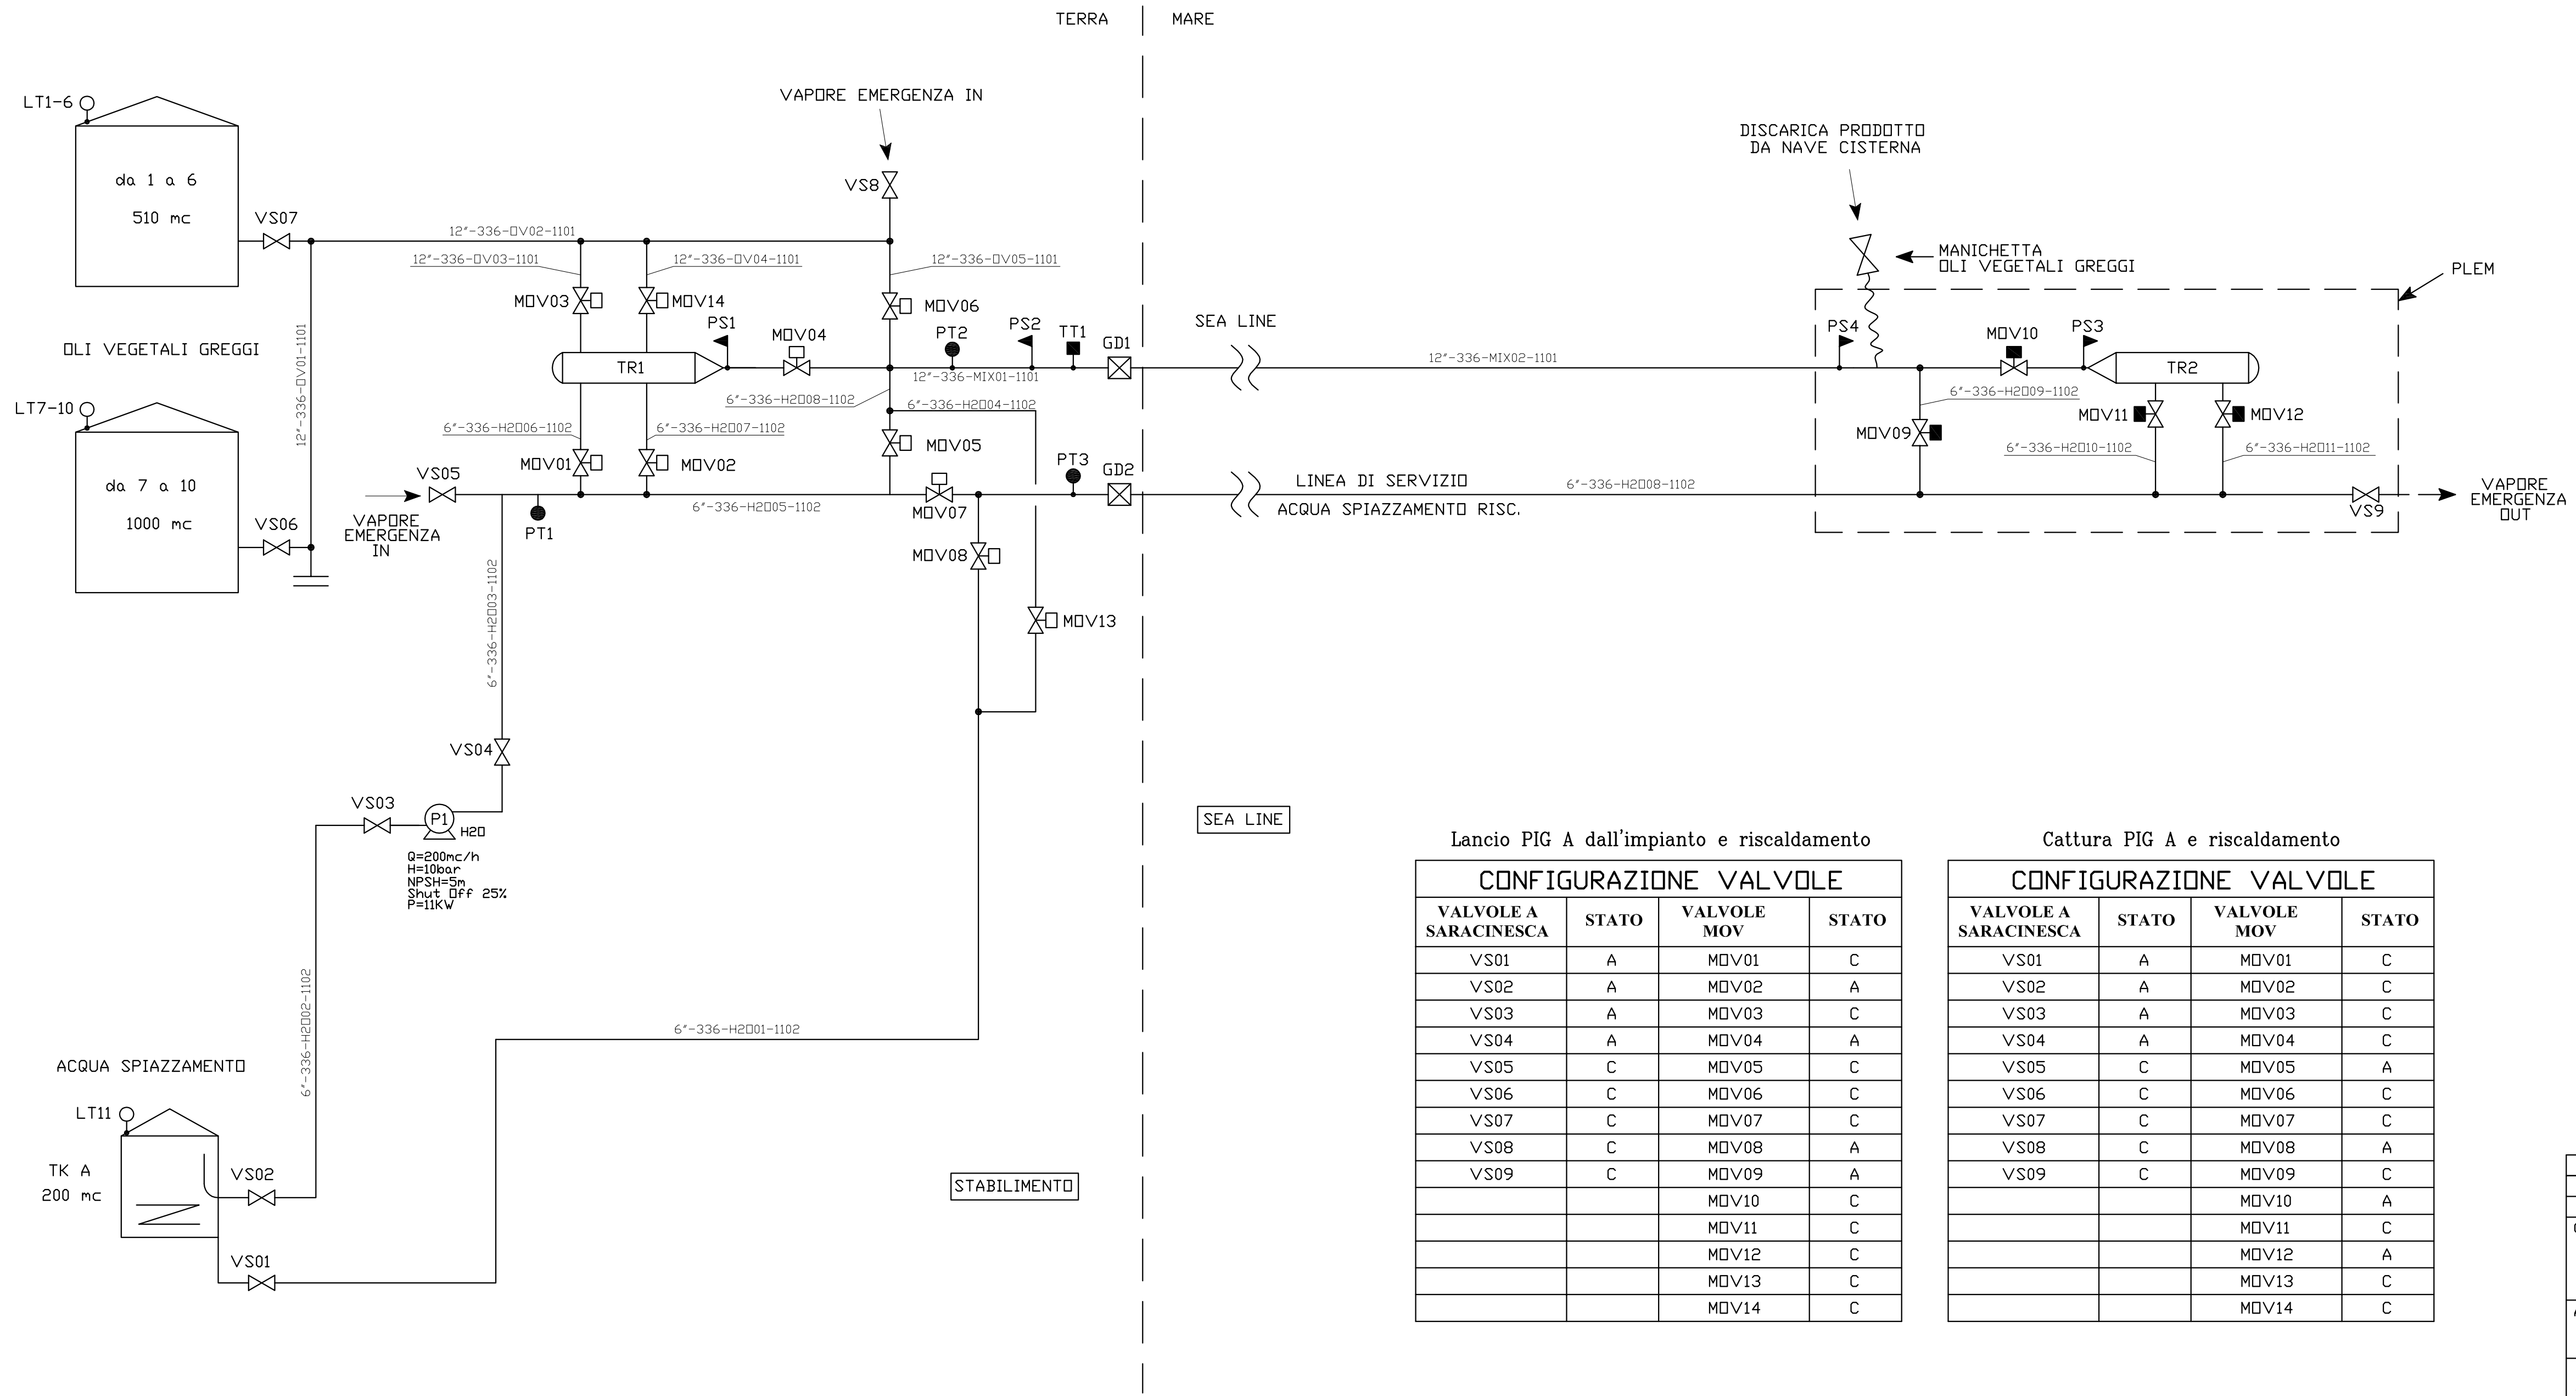 TERRA
MARE
LT1-6
da 1 a 6
510 mc
VS07
VAPORE EMERGENZA IN
VS8
12″-336-OV02-1101
12″-336-OV03-1101
12″-336-OV04-1101
12″-336-OV05-1101
MOV03
MOV14
MOV06
12″-336-OV01-1101
OLI VEGETALI GREGGI
PS1
MOV04
PT2
PS2
TT1
GD1
TR1
12″-336-MIX01-1101
6″-336-H2O08-1102
6″-336-H2O04-1102
LT7-10
da 7 a 10
1000 mc
VS06
6″-336-H2O06-1102
6″-336-H2O07-1102
MOV01
MOV02
MOV05
PT3
GD2
VS05
VAPORE
EMERGENZA
IN
PT1
6″-336-H2O05-1102
MOV07
MOV08
MOV13
6″-336-H2O03-1102
VS04
VS03
P1
H2O
Q=200mc/h
H=10bar
NPSH=5m
Shut Off 25%
P=11KW
6″-336-H2O02-1102
6″-336-H2O01-1102
ACQUA SPIAZZAMENTO
LT11
TK A
200 mc
VS02
VS01
STABILIMENTO
SEA LINE
SEA LINE
12″-336-MIX02-1101
LINEA DI SERVIZIO
ACQUA SPIAZZAMENTO RISC.
6″-336-H2O08-1102
DISCARICA PRODOTTO
DA NAVE CISTERNA
MANICHETTA
OLI VEGETALI GREGGI
PLEM
PS4
MOV10
PS3
TR2
6″-336-H2O09-1102
MOV09
MOV11
MOV12
6″-336-H2O10-1102
6″-336-H2O11-1102
VS9
VAPORE
EMERGENZA
OUT
Lancio PIG A dall'impianto e riscaldamento
CONFIGURAZIONE VALVOLE
VALVOLE A SARACINESCA STATO VALVOLE MOV STATO
VS01 A MOV01 C
VS02 A MOV02 A
VS03 A MOV03 C
VS04 A MOV04 A
VS05 C MOV05 C
VS06 C MOV06 C
VS07 C MOV07 C
VS08 C MOV08 A
VS09 C MOV09 A
MOV10 C
MOV11 C
MOV12 C
MOV13 C
MOV14 C
Cattura PIG A e riscaldamento
CONFIGURAZIONE VALVOLE
VALVOLE A SARACINESCA STATO VALVOLE MOV STATO
VS01 A MOV01 C
VS02 A MOV02 C
VS03 A MOV03 C
VS04 A MOV04 C
VS05 C MOV05 A
VS06 C MOV06 C
VS07 C MOV07 C
VS08 C MOV08 A
VS09 C MOV09 C
MOV10 A
MOV11 C
MOV12 A
MOV13 C
MOV14 C